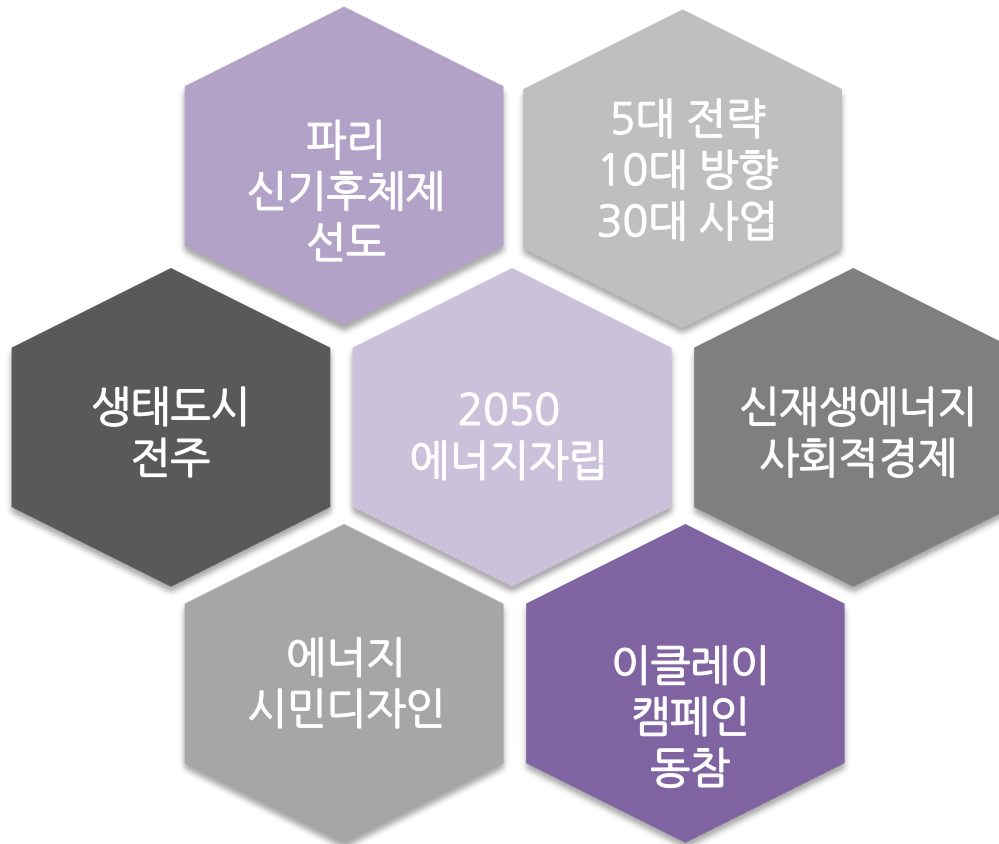 파리
신기후체제
선도
5대 전략
10대 방향
30대 사업
생태도시
전주
2050
에너지자립
신재생에너지
사회적경제
에너지
시민디자인
이클레이
캠페인
동참